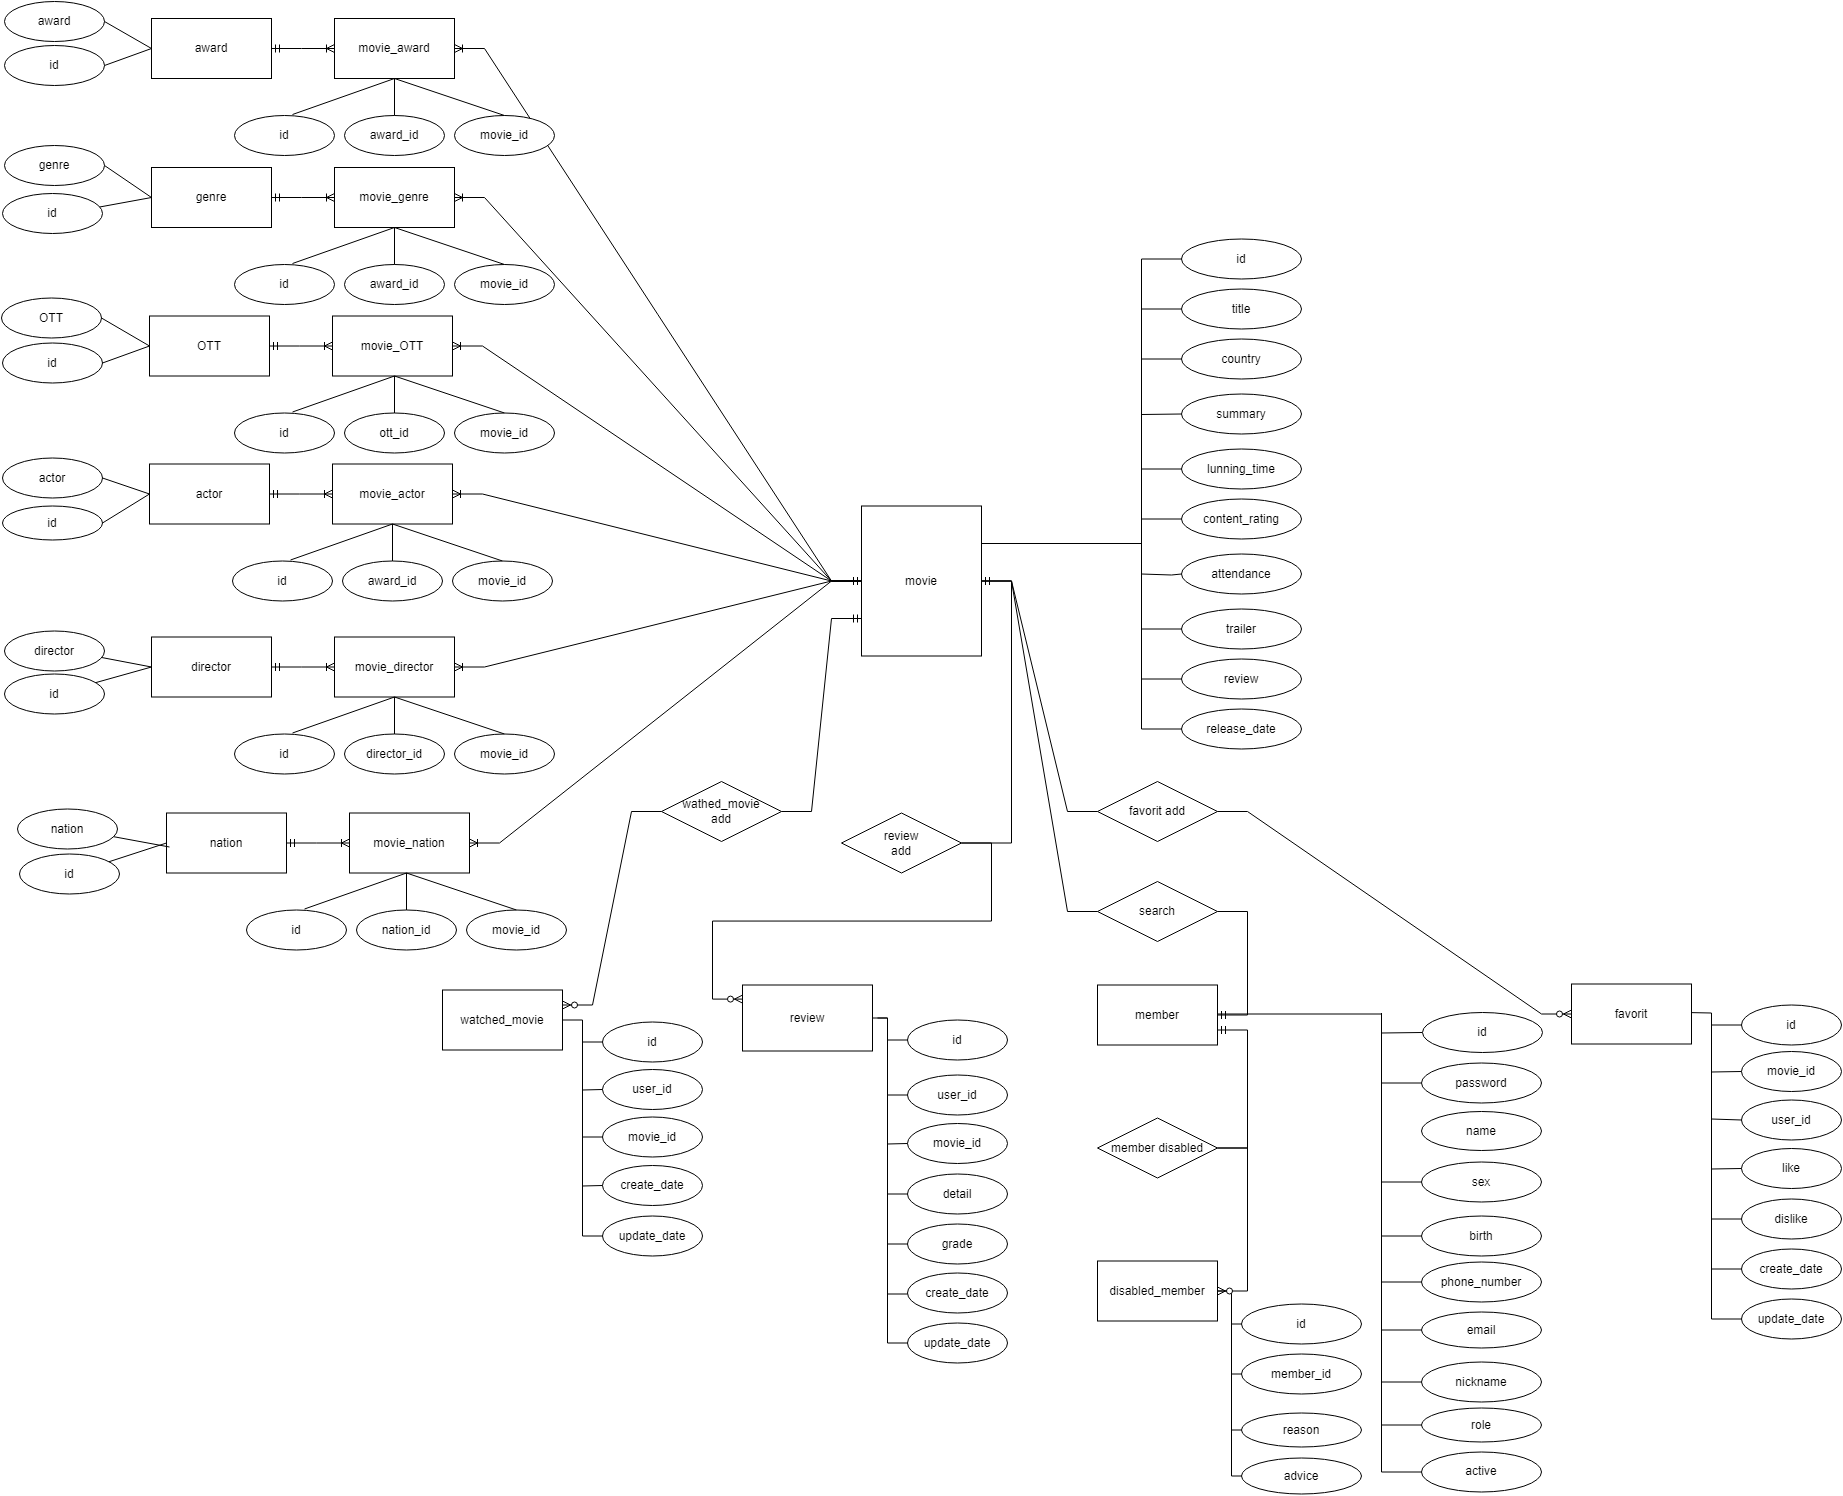 award
id
award
movie_award
id
award_id
movie_id
genre
id
genre
movie_genre
id
award_id
movie_id
OTT
id
OTT
movie_OTT
id
ott_id
movie_id
actor
id
actor
movie_actor
id
award_id
movie_id
director
id
director
movie_director
id
director_id
movie_id
nation
id
nation
movie_nation
id
nation_id
movie_id
movie
id
title
country
summary
lunning_time
content_rating
attendance
trailer
review
release_date
wathed_movie
add
review
add
favorit add
search
watched_movie
id
user_id
movie_id
create_date
update_date
review
id
user_id
movie_id
detail
grade
create_date
update_date
member
member disabled
disabled_member
id
member_id
reason
advice
id
password
name
sex
birth
phone_number
email
nickname
role
active
favorit
id
movie_id
user_id
like
dislike
create_date
update_date